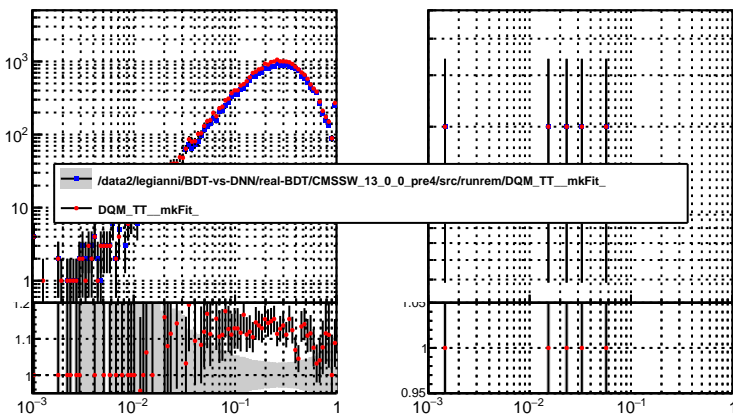 10³
10²
10
1
/data2/legianni/BDT-vs-DNN/real-BDT/CMSSW_13_0_0_pre4/src/runrem/DQM_TT__mkFit_
DQM_TT__mkFit_
1.2
1.1
1
10⁻³ 10⁻² 10⁻¹ 1
1.05
1
0.95
10⁻³ 10⁻² 10⁻¹ 1